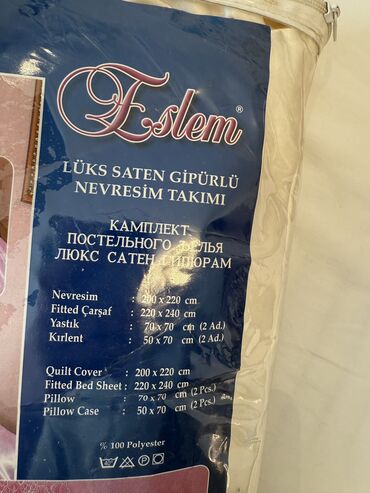 Eslem®
LÜKS SATEN GİPÜRLÜ
NEVRESİM TAKIMI
КАМПЛЕКТ
ПОСТЕЛЬНОГО БЕЛЬЯ
ЛЮКС САТЕН ГИПЮРАМ
Nevresim : 200 x 220 cm
Fitted Çarşaf : 220 x 240 cm
Yastık : 70 x 70 cm (2 Ad.)
Kırlent : 50 x 70 cm (2 Ad.)
Quilt Cover : 200 x 220 cm
Fitted Bed Sheet : 220 x 240 cm
Pillow : 70 x 70 cm (2 Pcs.)
Pillow Case : 50 x 70 cm (2 Pcs.)
% 100 Polyester